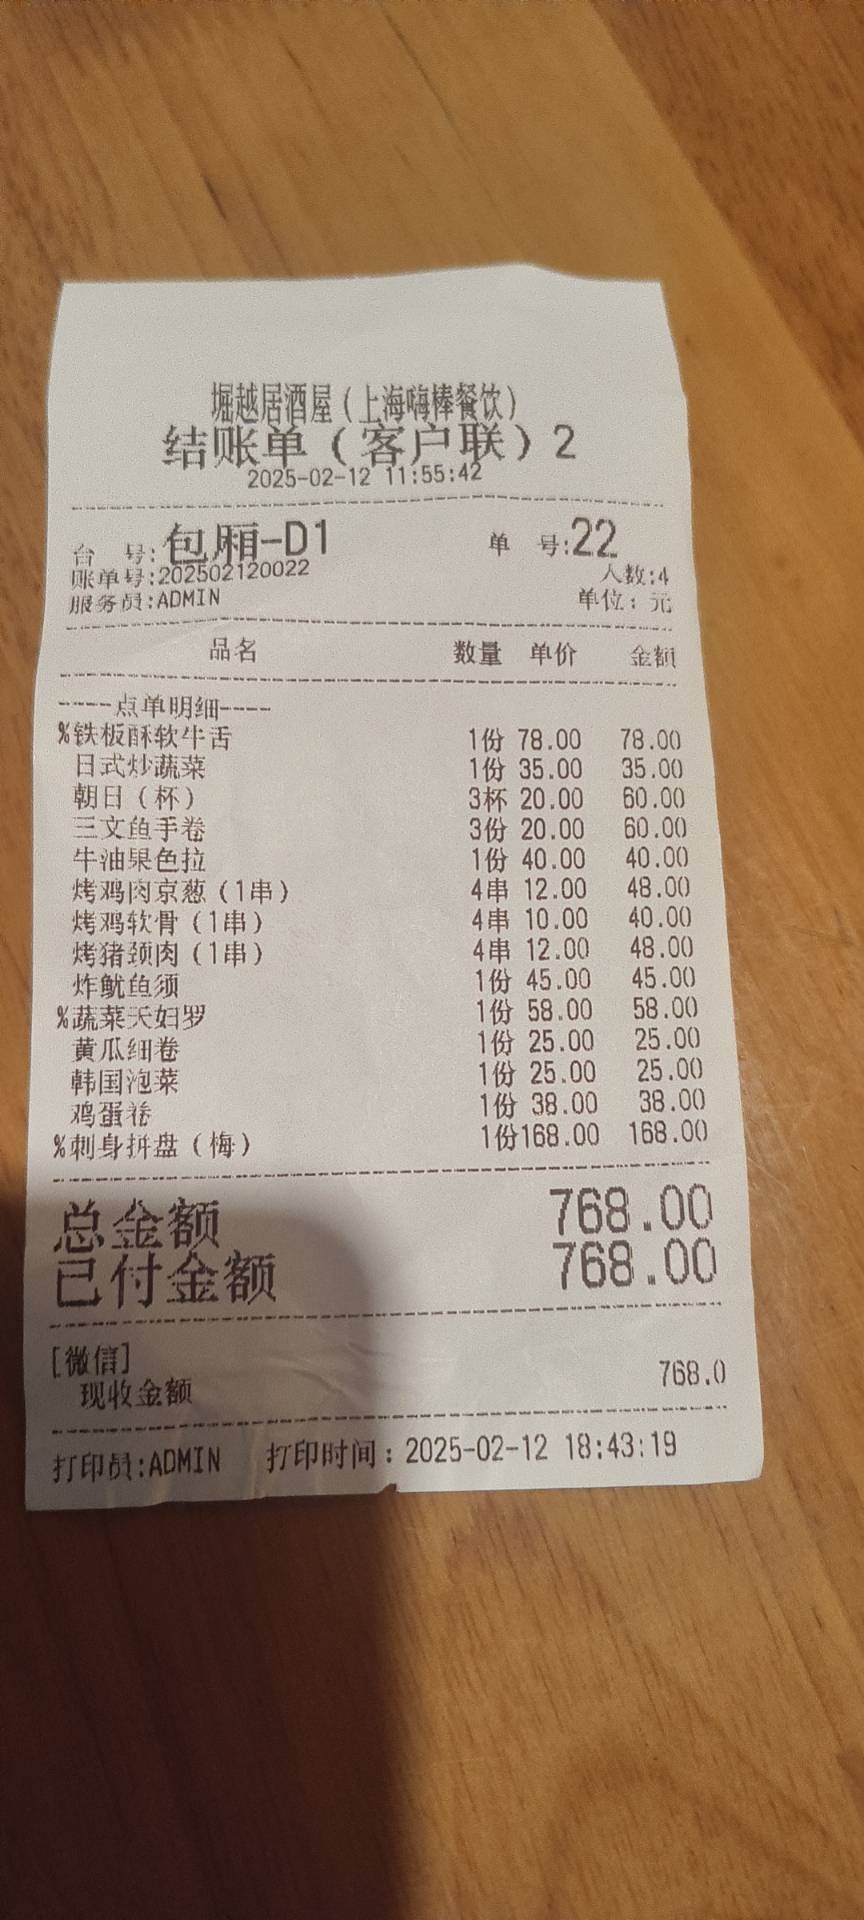 堀越居酒屋（上海嗨棒餐饮）
结账单（客户联）2
2025-02-12 11:55:42
台 号:包厢-D1 单 号:22
账单号:202502120022 人数:4
服务员:ADMIN 单位：元
品名 数量 单价 金额
----点单明细----
%铁板酥软牛舌 1份 78.00 78.00
日式炒蔬菜 1份 35.00 35.00
朝日（杯） 3杯 20.00 60.00
三文鱼手卷 3份 20.00 60.00
牛油果色拉 1份 40.00 40.00
烤鸡肉京葱（1串） 4串 12.00 48.00
烤鸡软骨（1串） 4串 10.00 40.00
烤猪颈肉（1串） 4串 12.00 48.00
炸鱿鱼须 1份 45.00 45.00
%蔬菜天妇罗 1份 58.00 58.00
黄瓜细卷 1份 25.00 25.00
韩国泡菜 1份 25.00 25.00
鸡蛋卷 1份 38.00 38.00
%刺身拼盘（梅） 1份168.00 168.00
总金额 768.00
已付金额 768.00
[微信]
现收金额 768.0
打印员:ADMIN 打印时间：2025-02-12 18:43:19